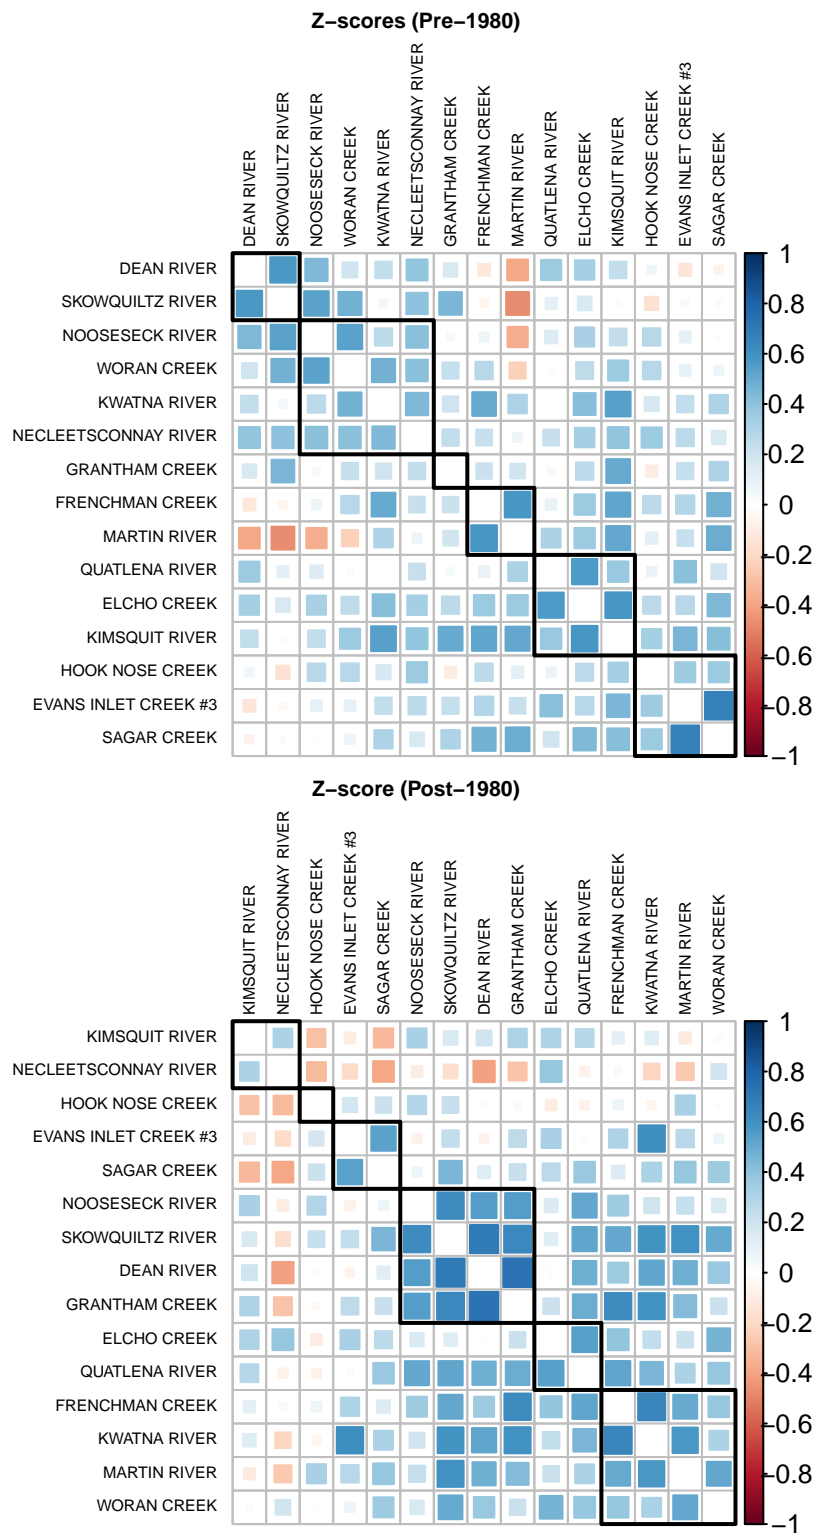 Z−scores (Pre−1980)
DEAN RIVER
SKOWQUILTZ RIVER
NOOSESECK RIVER
WORAN CREEK
KWATNA RIVER
NECLEETSCONNAY RIVER
GRANTHAM CREEK
FRENCHMAN CREEK
MARTIN RIVER
QUATLENA RIVER
ELCHO CREEK
KIMSQUIT RIVER
HOOK NOSE CREEK
EVANS INLET CREEK #3
SAGAR CREEK
DEAN RIVER
SKOWQUILTZ RIVER
NOOSESECK RIVER
WORAN CREEK
KWATNA RIVER
NECLEETSCONNAY RIVER
GRANTHAM CREEK
FRENCHMAN CREEK
MARTIN RIVER
QUATLENA RIVER
ELCHO CREEK
KIMSQUIT RIVER
HOOK NOSE CREEK
EVANS INLET CREEK #3
SAGAR CREEK
1
0.8
0.6
0.4
0.2
0
−0.2
−0.4
−0.6
−0.8
−1
Z−score (Post−1980)
KIMSQUIT RIVER
NECLEETSCONNAY RIVER
HOOK NOSE CREEK
EVANS INLET CREEK #3
SAGAR CREEK
NOOSESECK RIVER
SKOWQUILTZ RIVER
DEAN RIVER
GRANTHAM CREEK
ELCHO CREEK
QUATLENA RIVER
FRENCHMAN CREEK
KWATNA RIVER
MARTIN RIVER
WORAN CREEK
KIMSQUIT RIVER
NECLEETSCONNAY RIVER
HOOK NOSE CREEK
EVANS INLET CREEK #3
SAGAR CREEK
NOOSESECK RIVER
SKOWQUILTZ RIVER
DEAN RIVER
GRANTHAM CREEK
ELCHO CREEK
QUATLENA RIVER
FRENCHMAN CREEK
KWATNA RIVER
MARTIN RIVER
WORAN CREEK
1
0.8
0.6
0.4
0.2
0
−0.2
−0.4
−0.6
−0.8
−1